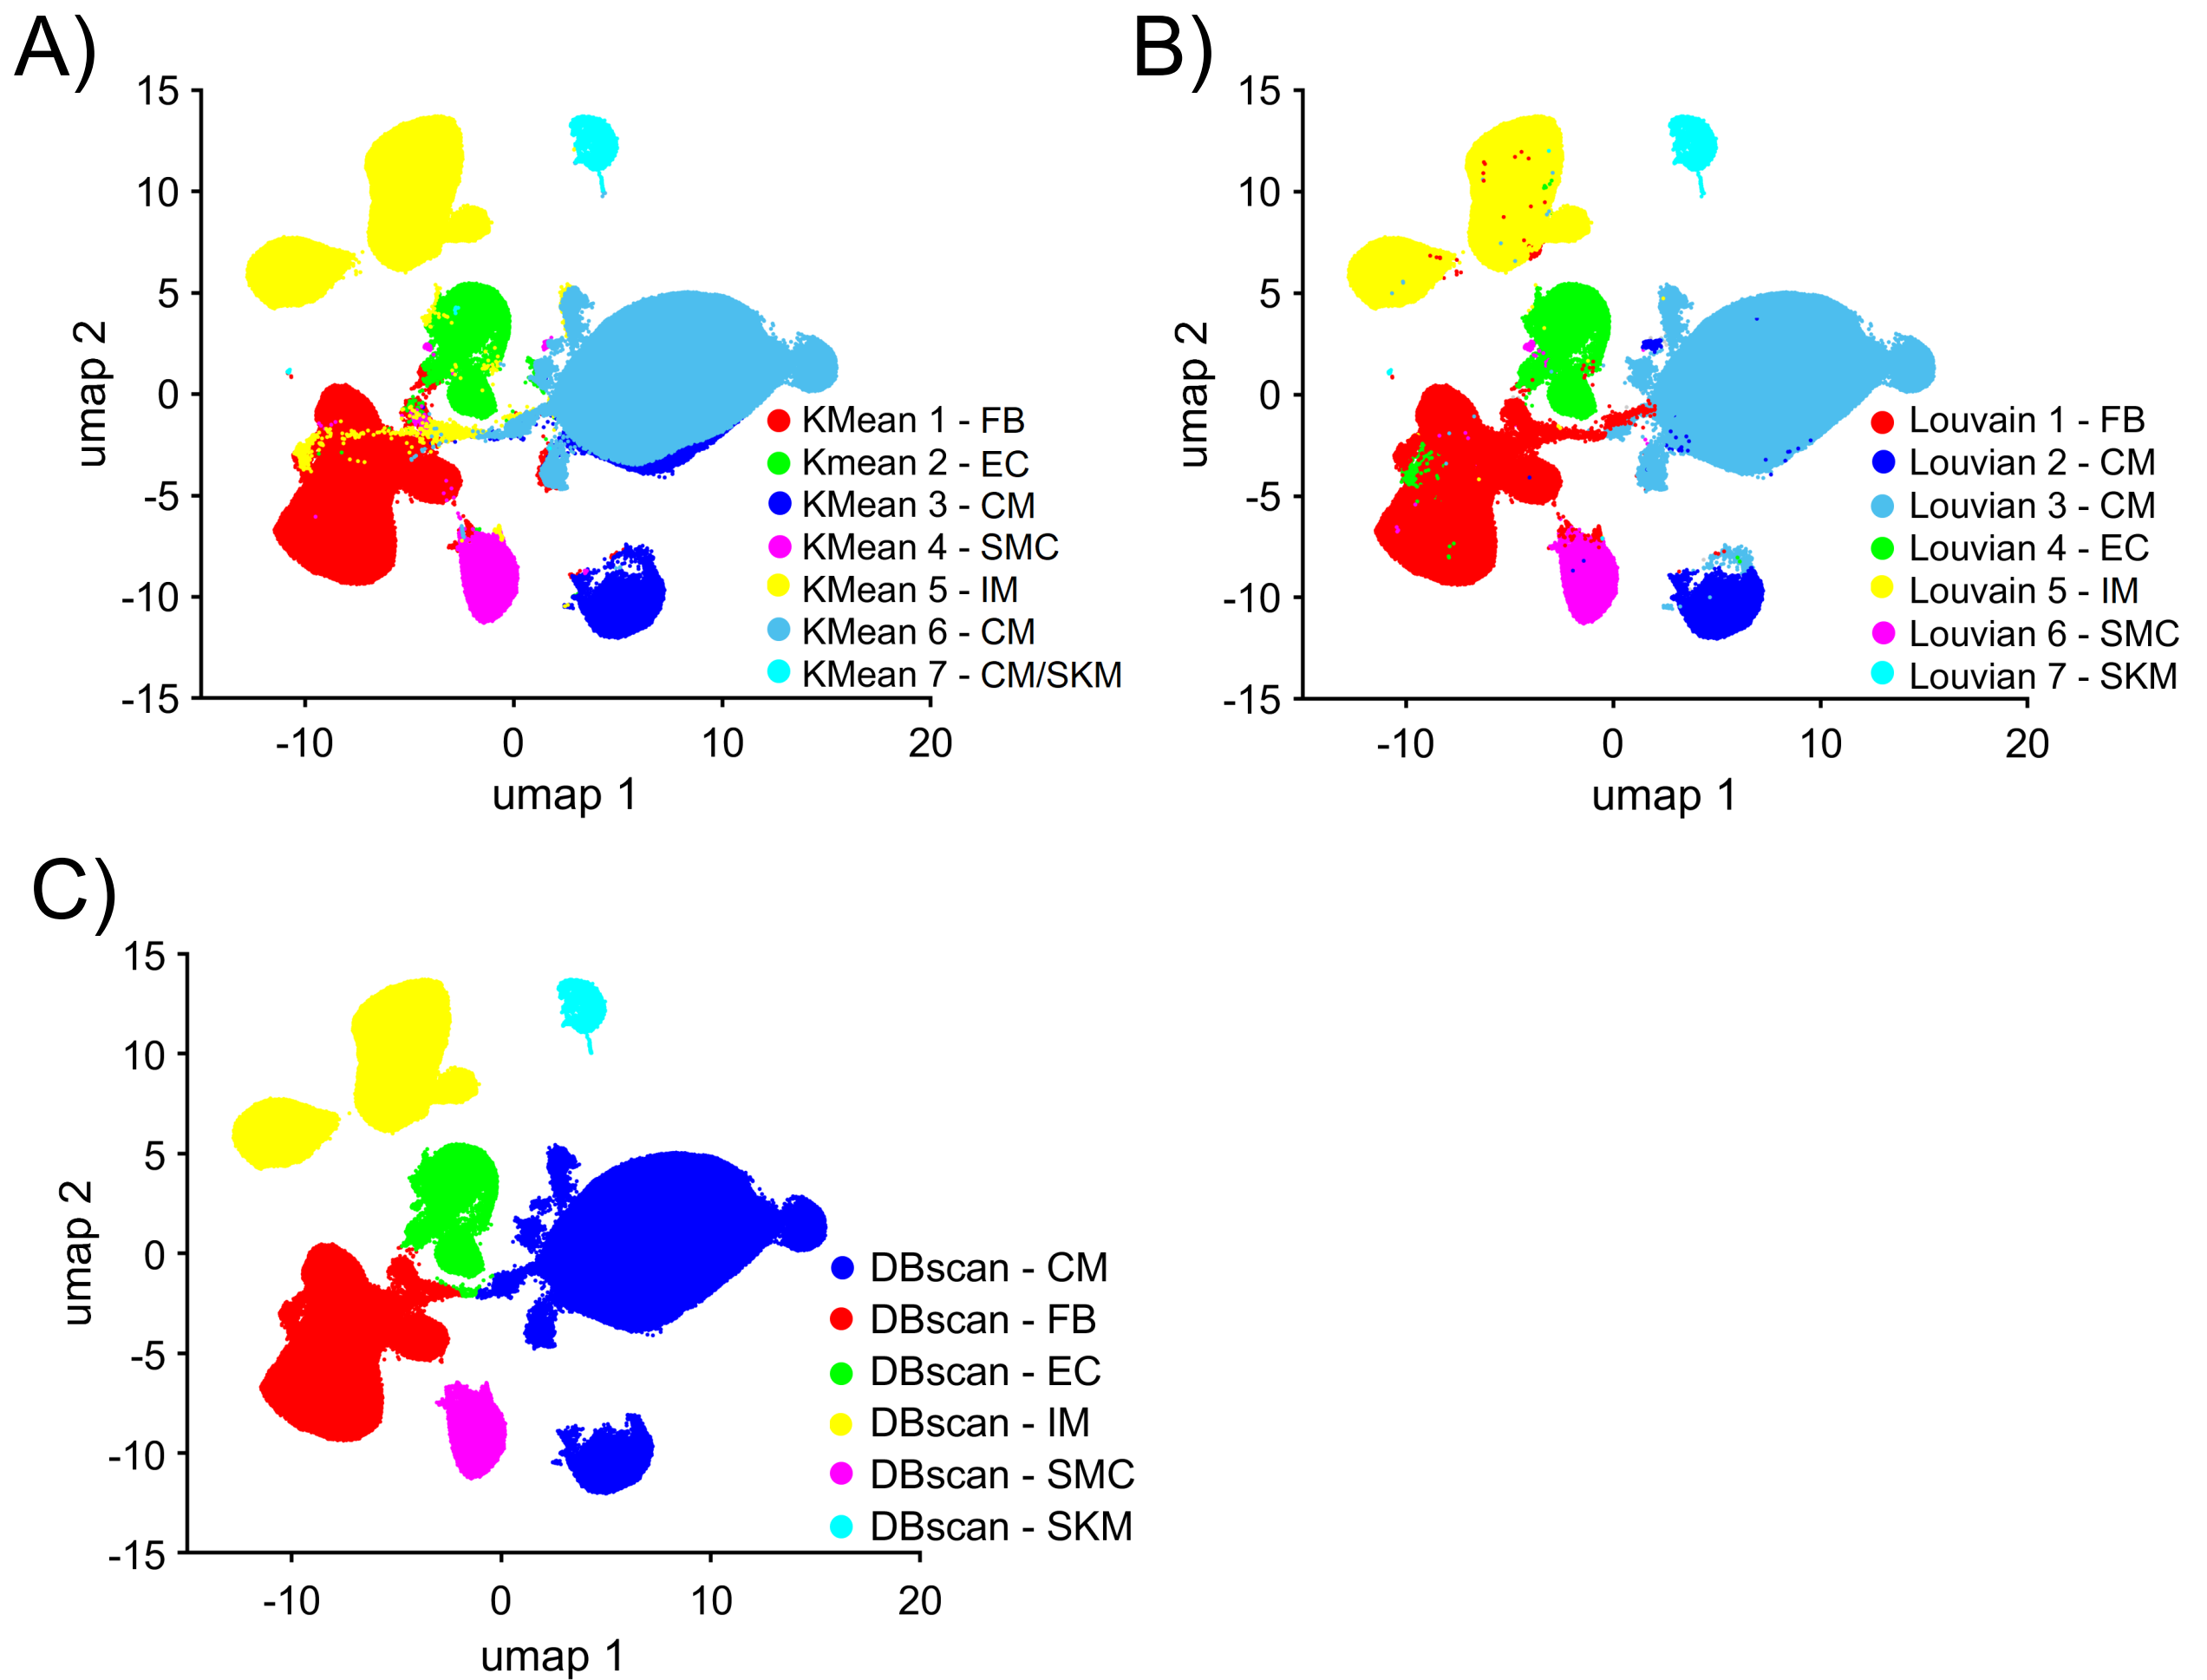 A)
15
10
5
0
-5
-10
-15
umap 2
-10
0
10
20
umap 1
KMean 1 - FB
Kmean 2 - EC
KMean 3 - CM
KMean 4 - SMC
KMean 5 - IM
KMean 6 - CM
KMean 7 - CM/SKM
B)
15
10
5
0
-5
-10
-15
umap 2
-10
0
10
20
umap 1
Louvain 1 - FB
Louvian 2 - CM
Louvian 3 - CM
Louvian 4 - EC
Louvain 5 - IM
Louvian 6 - SMC
Louvian 7 - SKM
C)
15
10
5
0
-5
-10
-15
umap 2
-10
0
10
20
umap 1
DBscan - CM
DBscan - FB
DBscan - EC
DBscan - IM
DBscan - SMC
DBscan - SKM